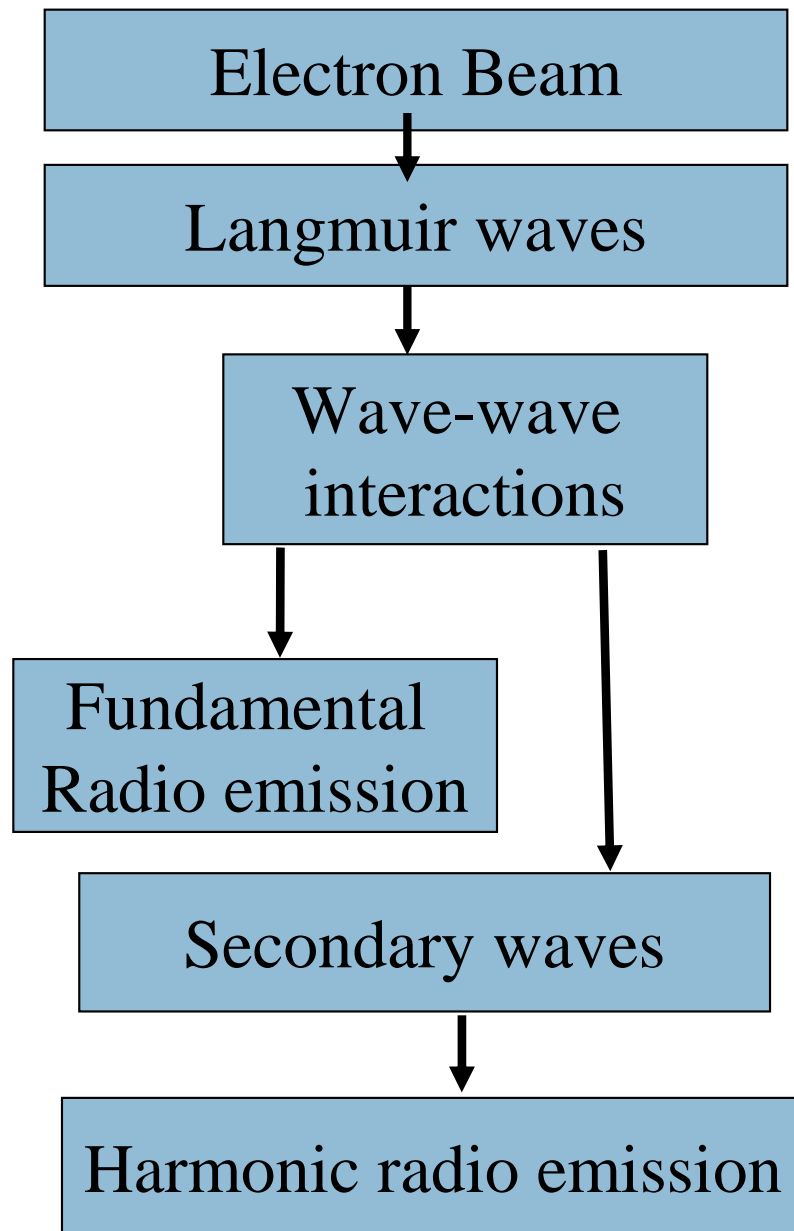 Electron Beam
Langmuir waves
Wave-wave
interactions
Fundamental
Radio emission
Secondary waves
Harmonic radio emission